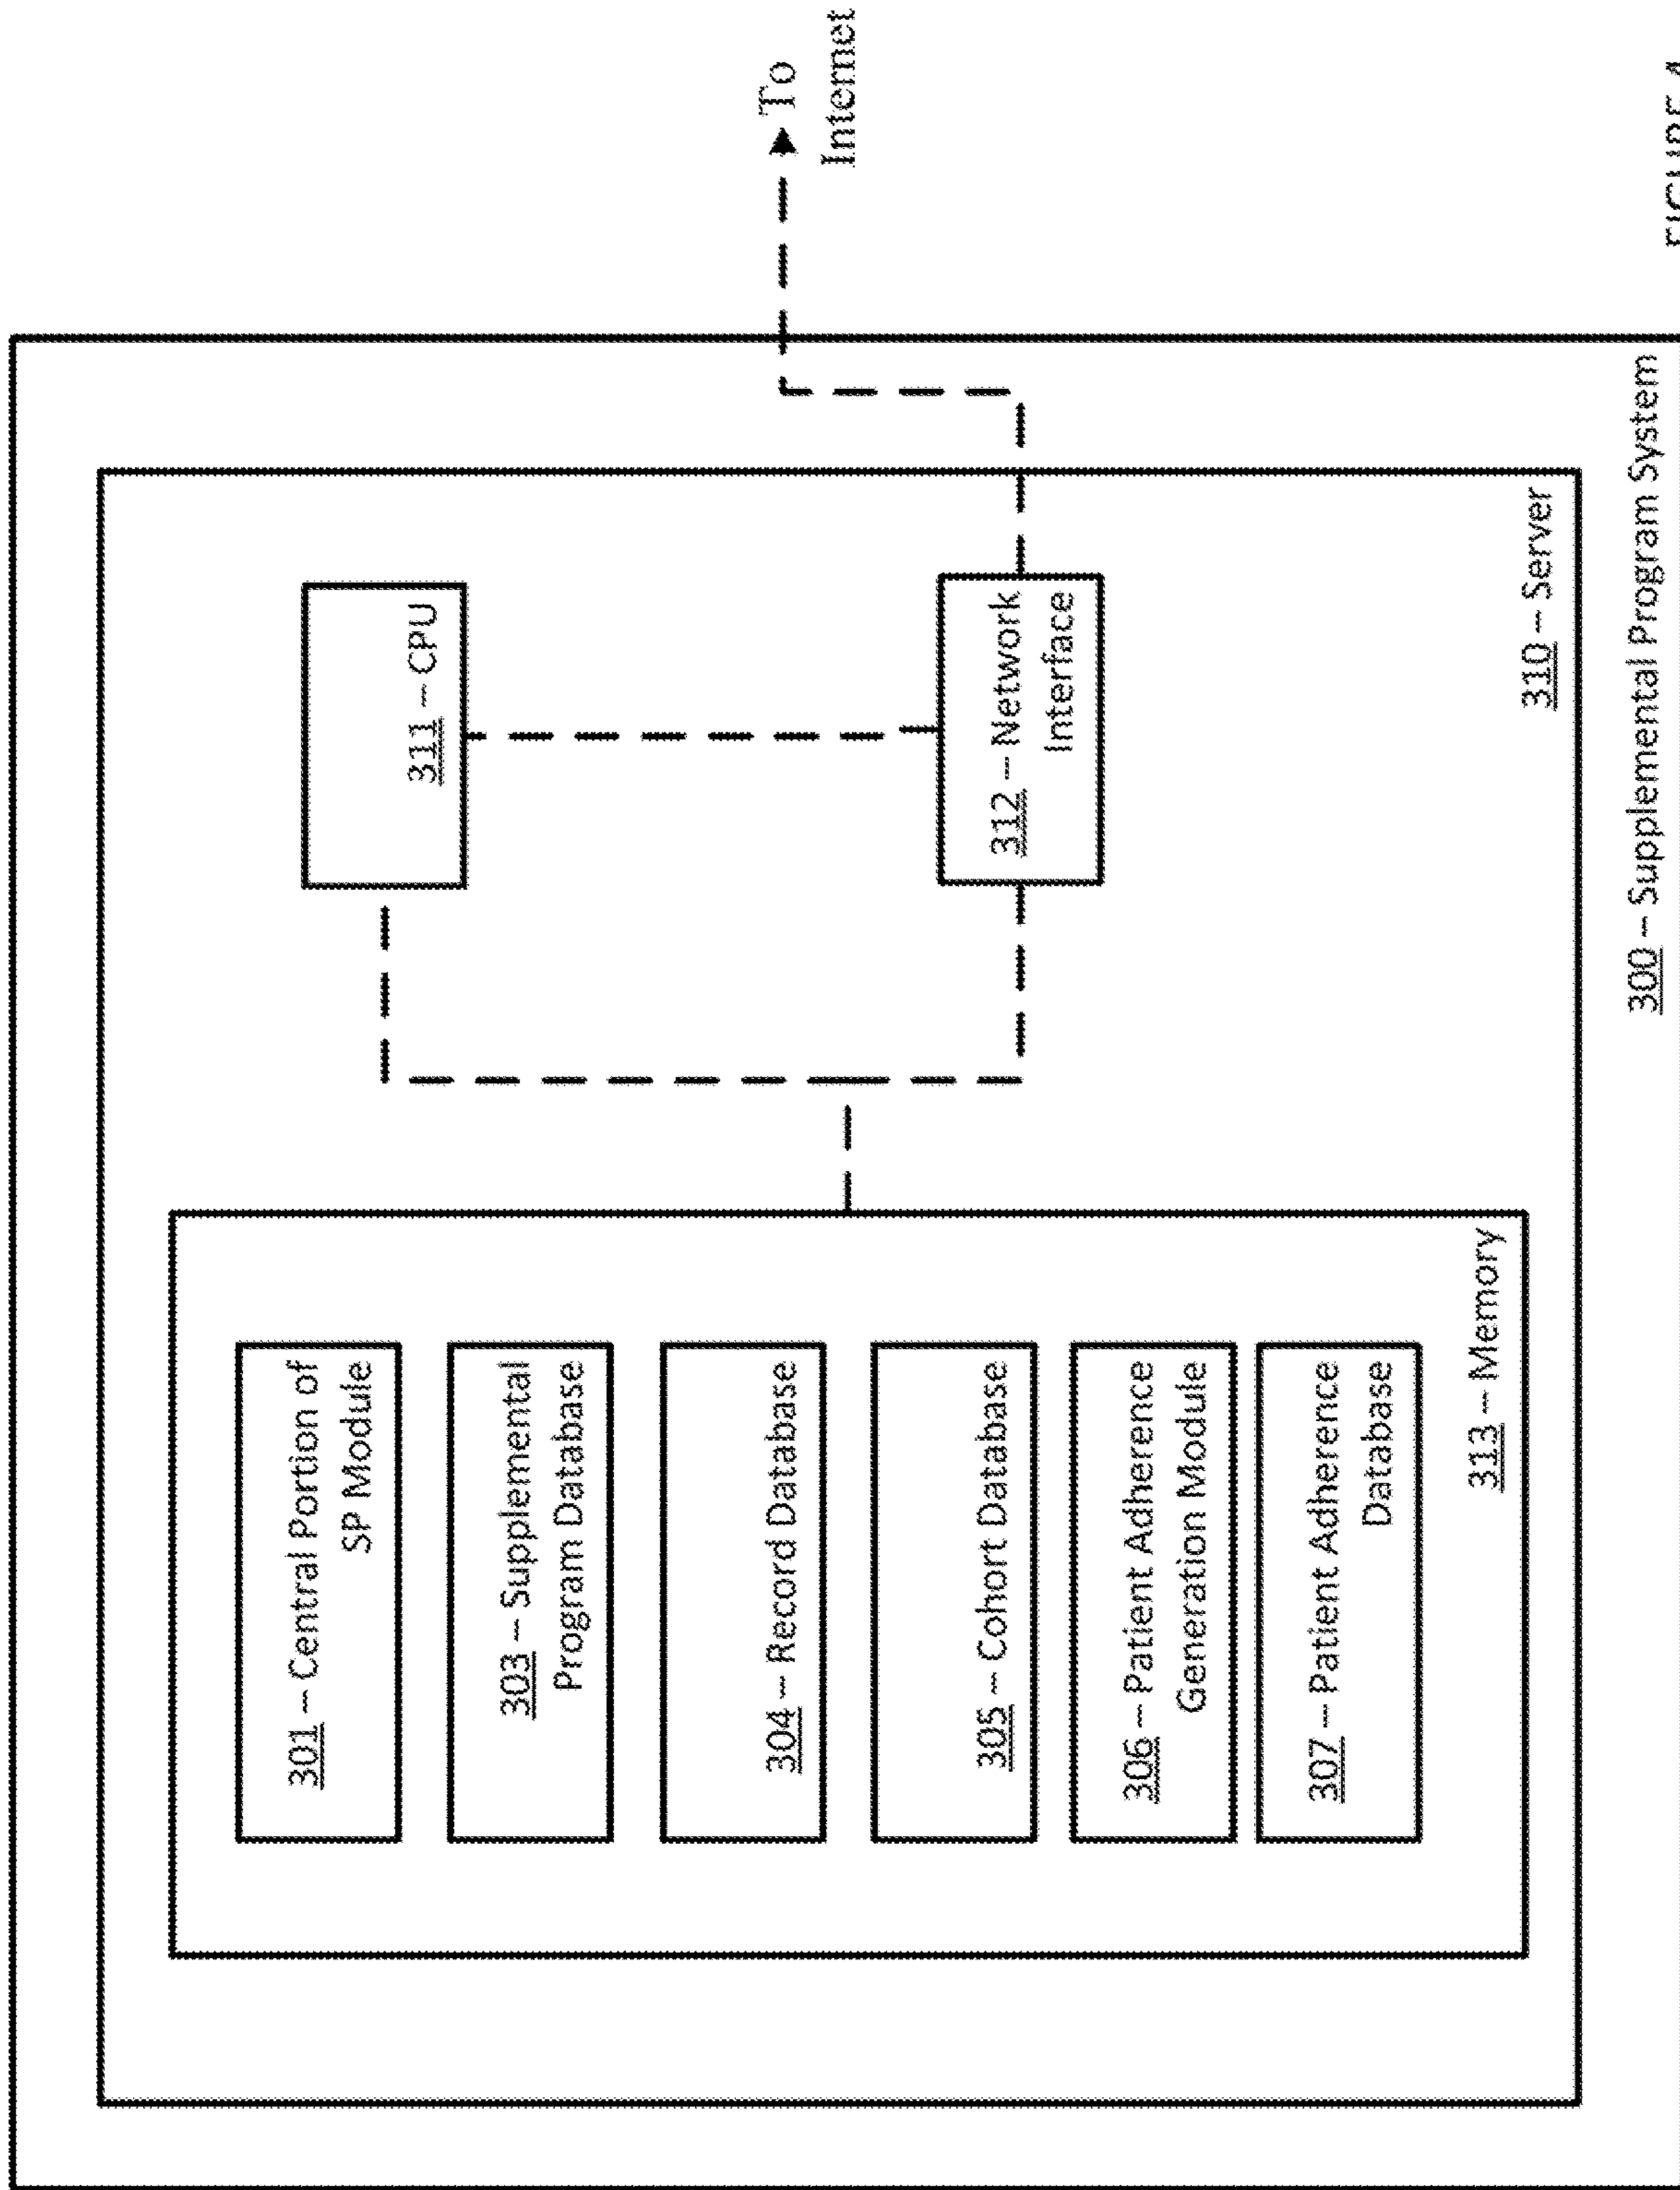 301 – Central Portion of
SP Module
303 – Supplemental
Program Database
304 – Record Database
305 – Cohort Database
306 – Patient Adherence
Generation Module
307 – Patient Adherence
Database
313 – Memory
311 – CPU
312 – Network
Interface
310 – Server
300 – Supplemental Program System
To
Internet
FIGURE 4